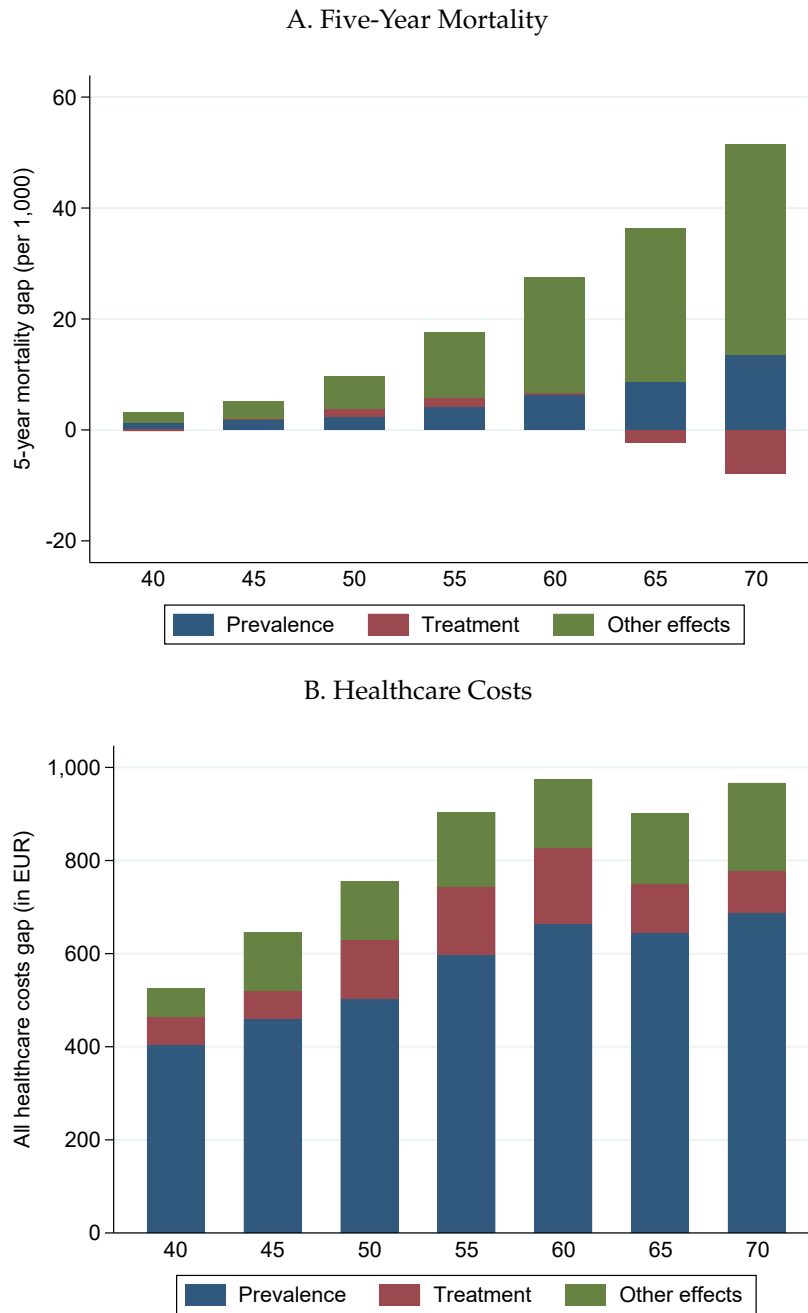 A. Five-Year Mortality
5-year mortality gap (per 1,000)
60
40
20
0
-20
40 45 50 55 60 65 70
Prevalence Treatment Other effects
B. Healthcare Costs
All healthcare costs gap (in EUR)
1,000
800
600
400
200
0
40 45 50 55 60 65 70
Prevalence Treatment Other effects